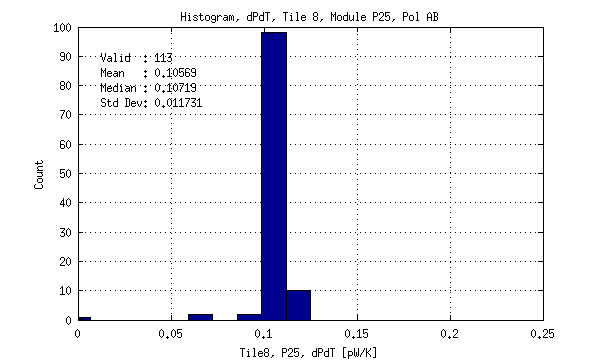 Histogram, dPdT, Tile 8, Module P25, Pol AB
100
90
80
70
60
50
40
30
20
10
0
Valid : 113
Mean : 0.10569
Median : 0.10719
Std Dev: 0.011731
Count
0 0.05 0.1 0.15 0.2 0.25
Tile8, P25, dPdT [pW/K]